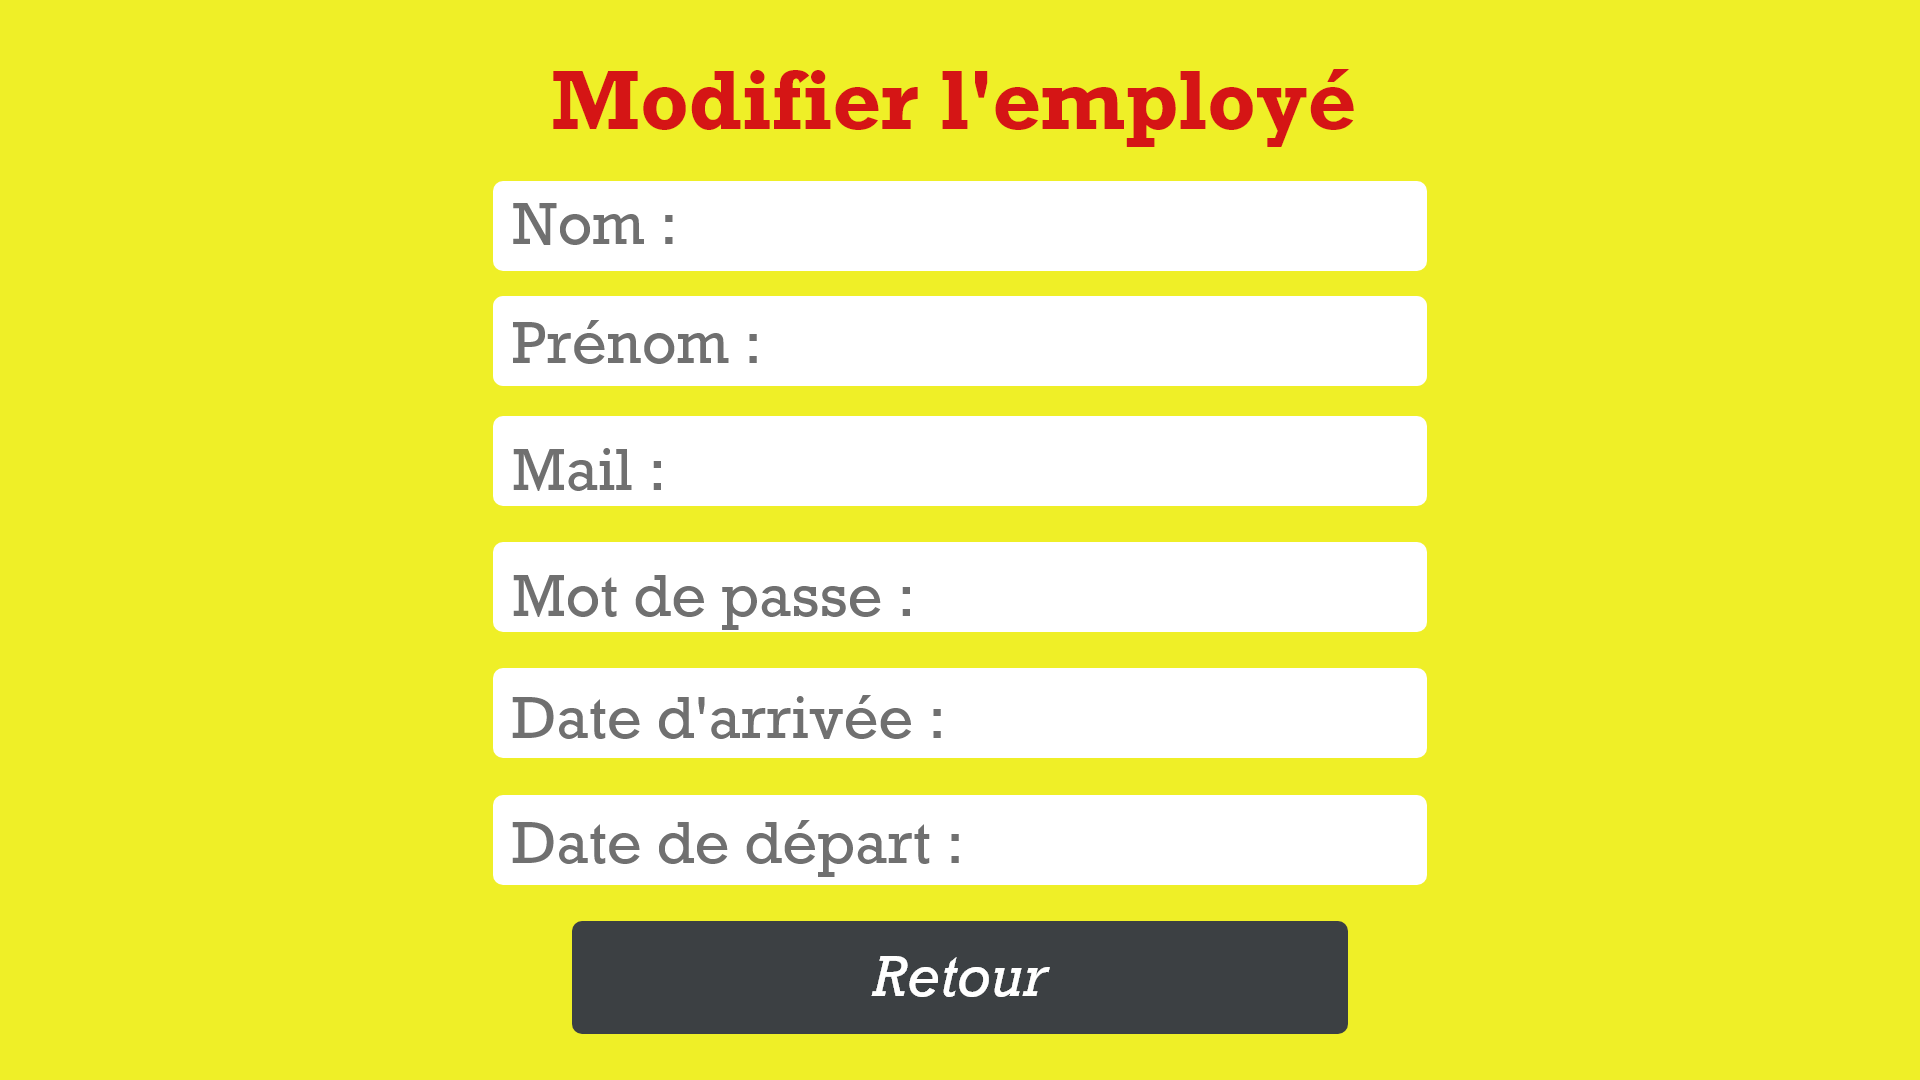 Modifier l'employé
Nom :
Prénom :
Mail :
Mot de passe :
Date d'arrivée :
Date de départ :
Retour